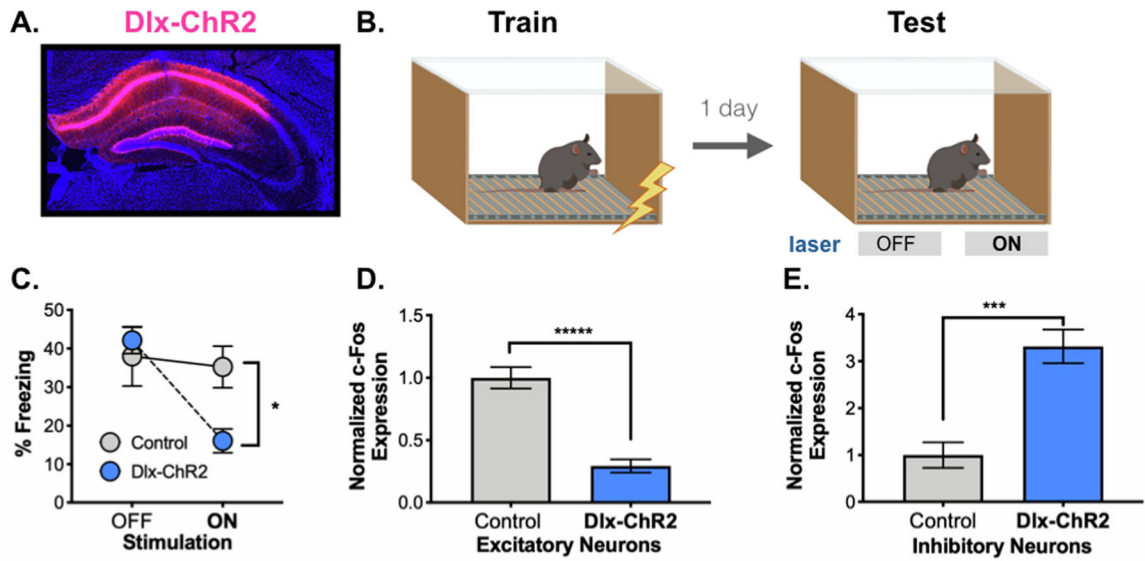 A.
Dlx-ChR2
B.
Train
Test
1 day
laser
OFF
ON
C.
50
40
30
20
10
0
% Freezing
*
Control
Dlx-ChR2
OFF
ON
Stimulation
D.
1.5
1.0
0.5
0.0
Normalized c-Fos
Expression
*****
Control
Dlx-ChR2
Excitatory Neurons
E.
4
3
2
1
0
Normalized c-Fos
Expression
***
Control
Dlx-ChR2
Inhibitory Neurons